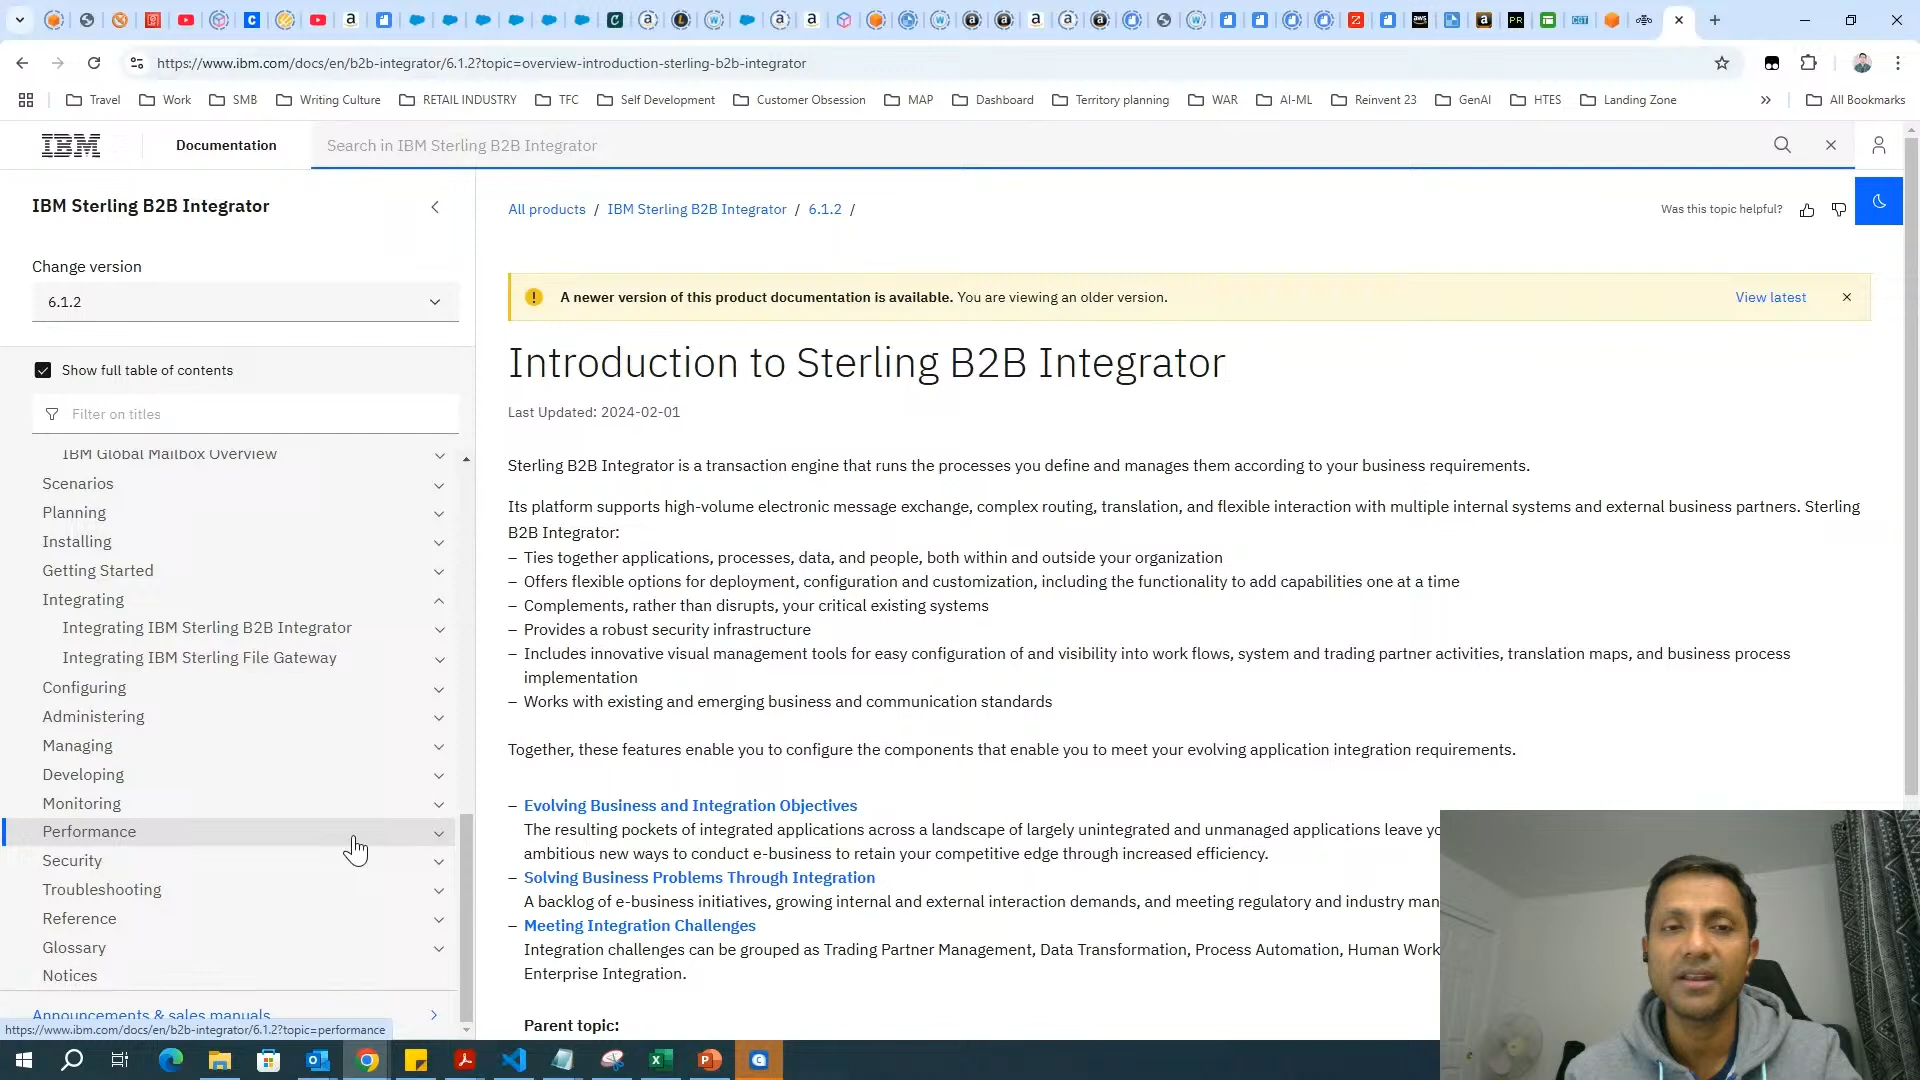 https://www.ibm.com/docs/en/b2b-integrator/6.1.2?topic=overview-introduction-sterling-b2b-integrator
Travel
Work
SMB
Writing Culture
RETAIL INDUSTRY
TFC
Self Development
Customer Obsession
MAP
Dashboard
Territory planning
WAR
AI-ML
Reinvent 23
GenAI
HTES
Landing Zone
All Bookmarks
IBM
Documentation
Search in IBM Sterling B2B Integrator
IBM Sterling B2B Integrator
Change version
6.1.2
Show full table of contents
Filter on titles
IBM Global Mailbox Overview
Scenarios
Planning
Installing
Getting Started
Integrating
Integrating IBM Sterling B2B Integrator
Integrating IBM Sterling File Gateway
Configuring
Administering
Managing
Developing
Monitoring
Performance
Security
Troubleshooting
Reference
Glossary
Notices
Announcements & sales manuals
https://www.ibm.com/docs/en/b2b-integrator/6.1.2?topic=performance
All products / IBM Sterling B2B Integrator / 6.1.2 /
Was this topic helpful?
A newer version of this product documentation is available. You are viewing an older version.
View latest
Introduction to Sterling B2B Integrator
Last Updated: 2024-02-01
Sterling B2B Integrator is a transaction engine that runs the processes you define and manages them according to your business requirements.
Its platform supports high-volume electronic message exchange, complex routing, translation, and flexible interaction with multiple internal systems and external business partners. Sterling
B2B Integrator:
– Ties together applications, processes, data, and people, both within and outside your organization
– Offers flexible options for deployment, configuration and customization, including the functionality to add capabilities one at a time
– Complements, rather than disrupts, your critical existing systems
– Provides a robust security infrastructure
– Includes innovative visual management tools for easy configuration of and visibility into work flows, system and trading partner activities, translation maps, and business process
implementation
– Works with existing and emerging business and communication standards
Together, these features enable you to configure the components that enable you to meet your evolving application integration requirements.
– Evolving Business and Integration Objectives
The resulting pockets of integrated applications across a landscape of largely unintegrated and unmanaged applications leave
ambitious new ways to conduct e-business to retain your competitive edge through increased efficiency.
– Solving Business Problems Through Integration
A backlog of e-business initiatives, growing internal and external interaction demands, and meeting regulatory and industry
– Meeting Integration Challenges
Integration challenges can be grouped as Trading Partner Management, Data Transformation, Process Automation, Human
Enterprise Integration.
Parent topic: